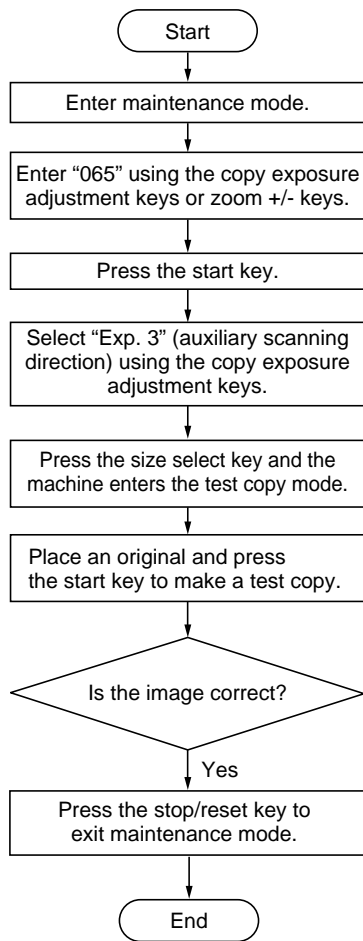 Start
Enter maintenance mode.
Enter “065” using the copy exposure
adjustment keys or zoom +/- keys.
Press the start key.
Select “Exp. 3” (auxiliary scanning
direction) using the copy exposure
adjustment keys.
Press the size select key and the
machine enters the test copy mode.
Place an original and press
the start key to make a test copy.
Is the image correct?
Yes
Press the stop/reset key to
exit maintenance mode.
End